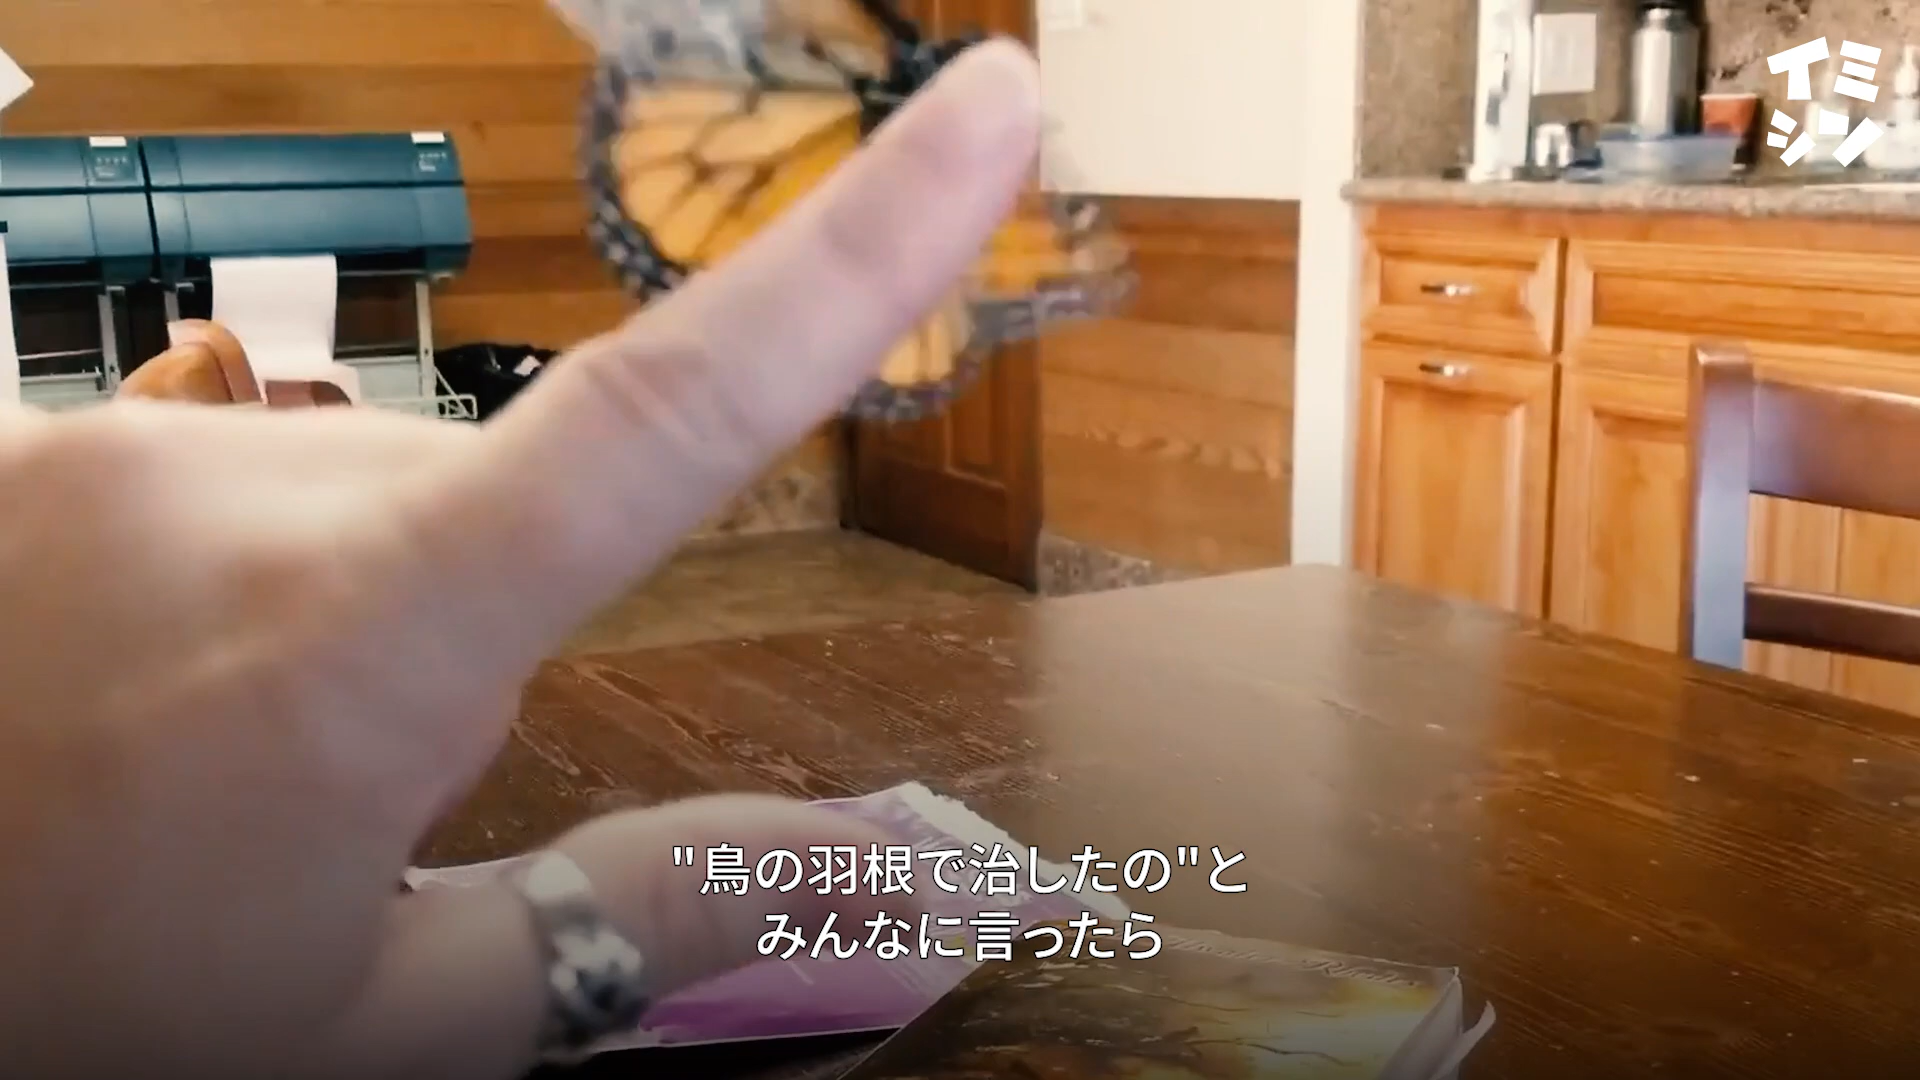 イミ
シン
"鳥の羽根で治したの"と
みんなに言ったら